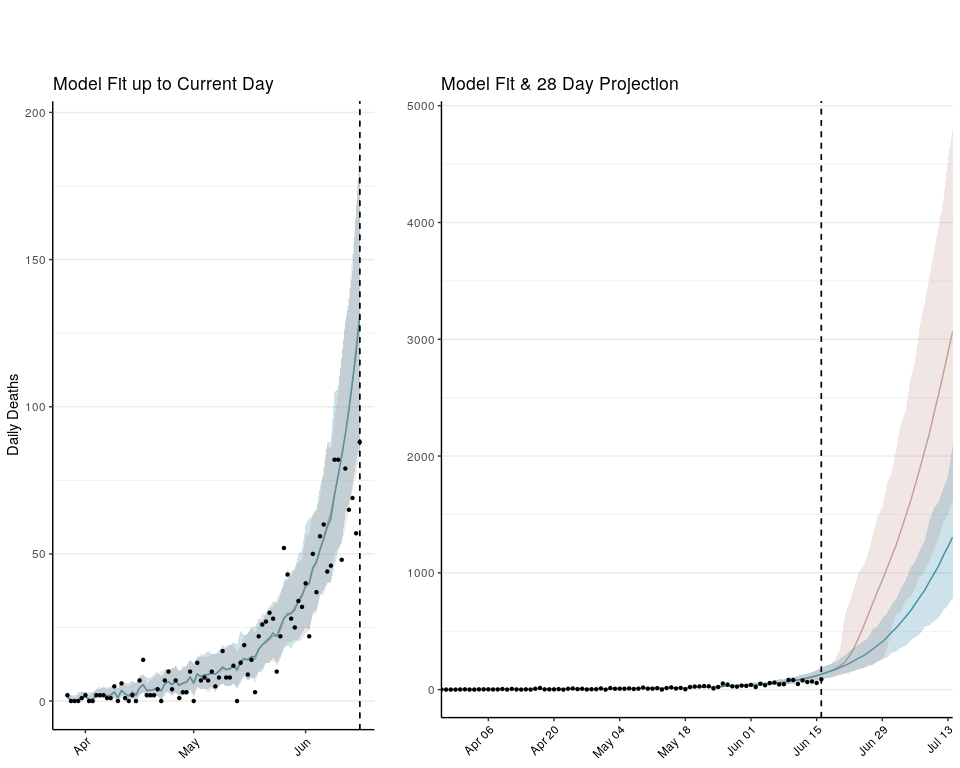 Model Fit up to Current Day
Daily Deaths
200
150
100
50
0
Apr
May
Jun
Model Fit & 28 Day Projection
5000
4000
3000
2000
1000
0
Apr 06
Apr 20
May 04
May 18
Jun 01
Jun 15
Jun 29
Jul 13